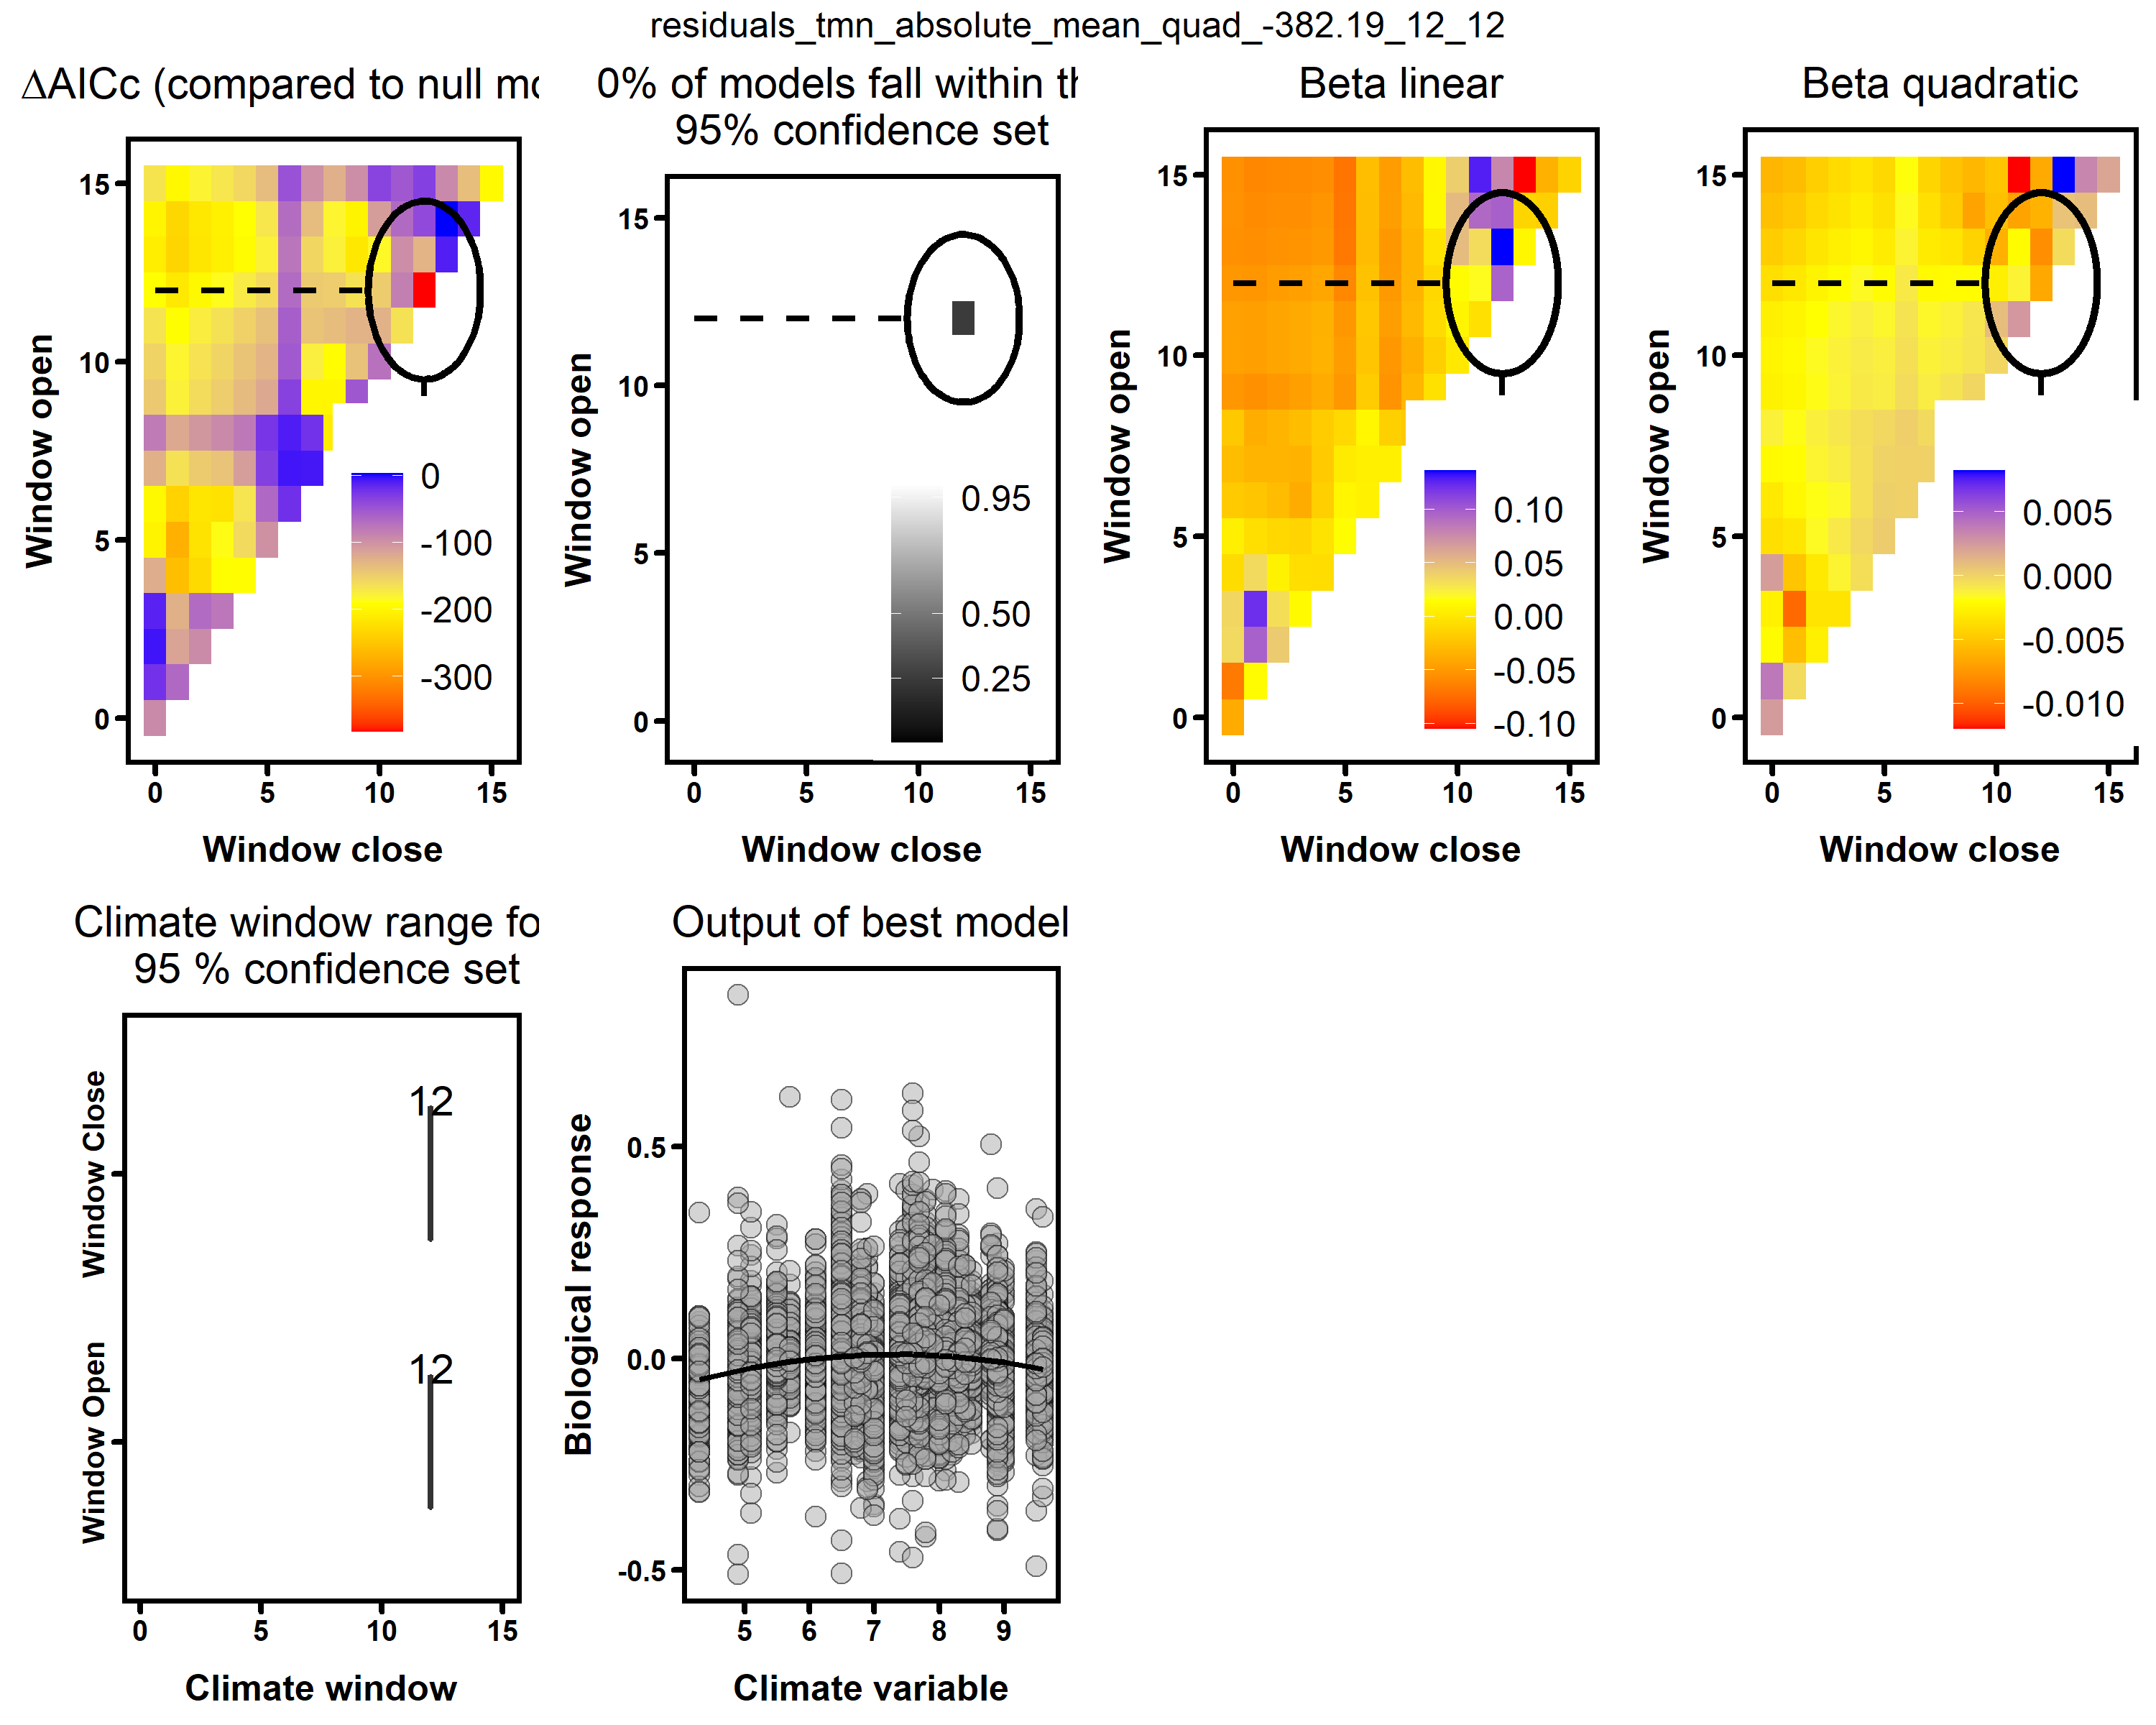 residuals_tmn_absolute_mean_quad_-382.19_12_12
ΔAICc (compared to null mo
15
10
5
0
0
-100
-200
-300
0 5 10 15
Window open
Window close
0% of models fall within th
95% confidence set
15
10
5
0
0.95
0.50
0.25
0 5 10 15
Window open
Window close
Beta linear
15
10
5
0
0.10
0.05
0.00
-0.05
-0.10
0 5 10 15
Window open
Window close
Beta quadratic
15
10
5
0
0.005
0.000
-0.005
-0.010
0 5 10 15
Window open
Window close
Climate window range fo
95 % confidence set
Window Close
Window Open
12
12
0 5 10 15
Climate window
Output of best model
Biological response
0.5
0.0
-0.5
5 6 7 8 9
Climate variable